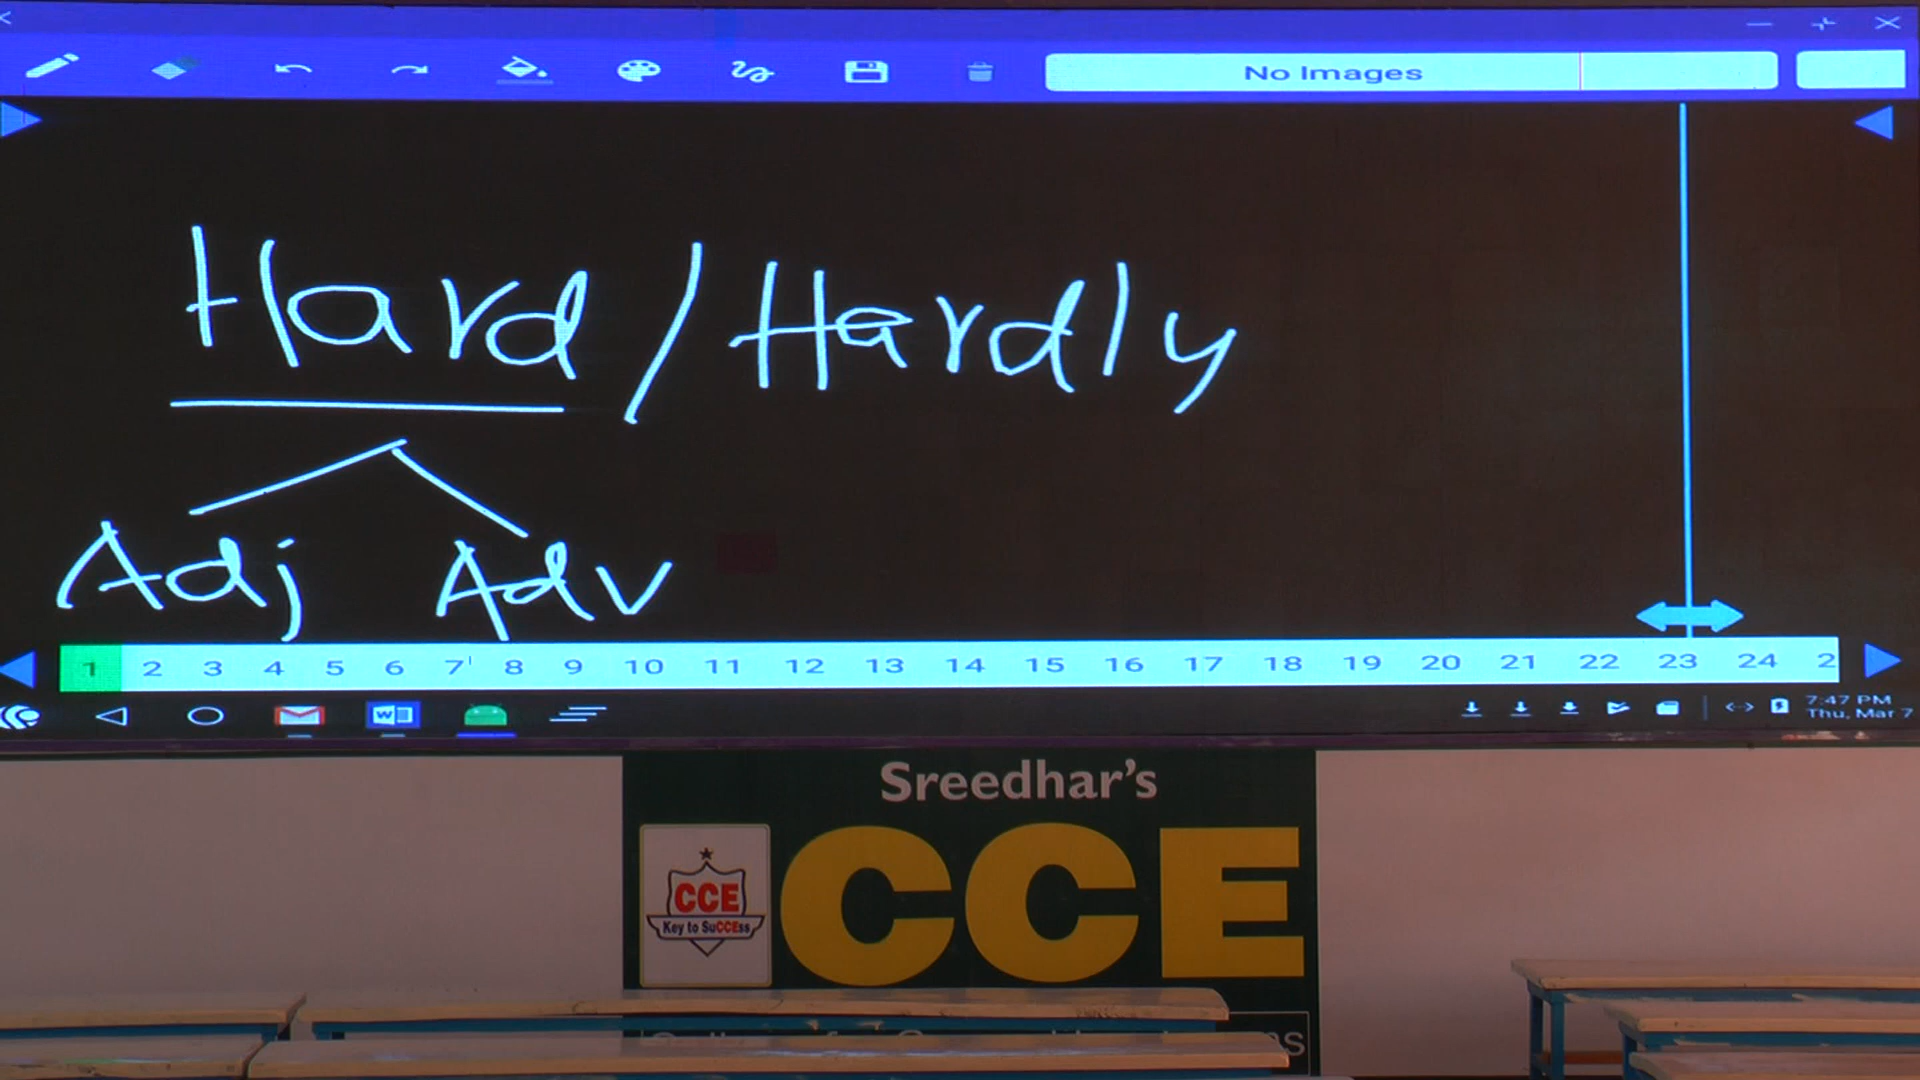 No Images
Hard / Hardly
Adj Adv
1 2 3 4 5 6 7 8 9 10 11 12 13 14 15 16 17 18 19 20 21 22 23 24 2
W
7:47 PM
Thu, Mar 7
Sreedhar's
CCE
CCE
Key to SuCCEss